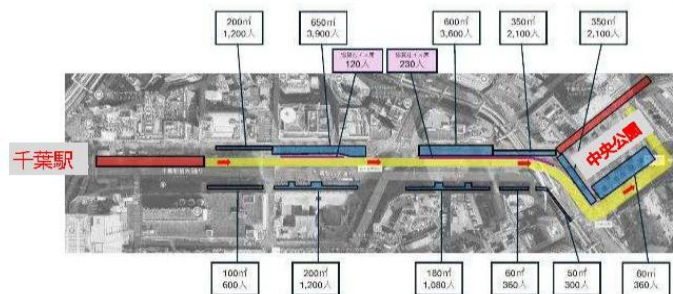 200㎡
1,200人
650㎡
3,900人
600㎡
3,600人
350㎡
2,100人
350㎡
2,100人
120人
230人
千葉駅
中央公園
100㎡
600人
200㎡
1,200人
180㎡
1,080人
60㎡
360人
50㎡
300人
60㎡
360人